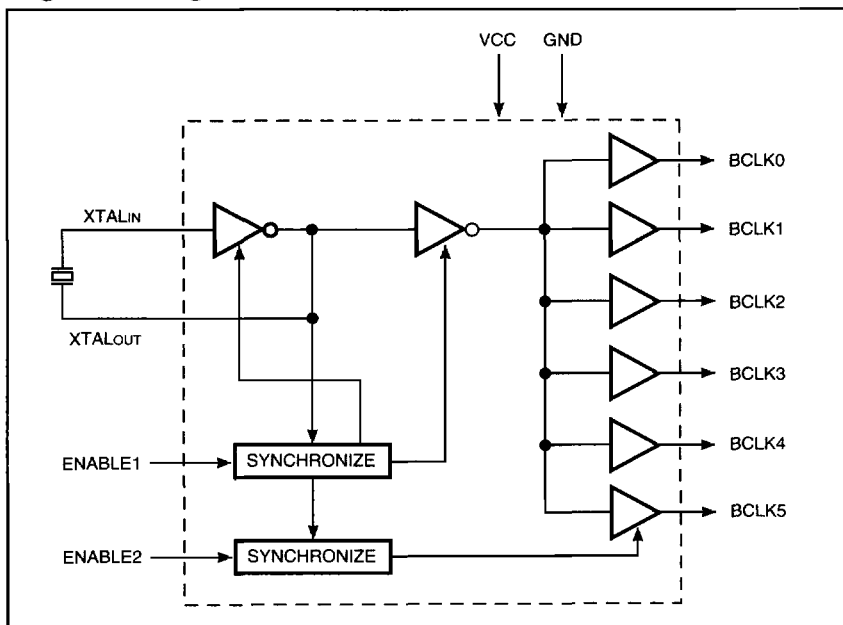 VCC GND
BCLK0
XTALIN
BCLK1
BCLK2
XTALOUT
BCLK3
BCLK4
ENABLE1
SYNCHRONIZE
BCLK5
ENABLE2
SYNCHRONIZE